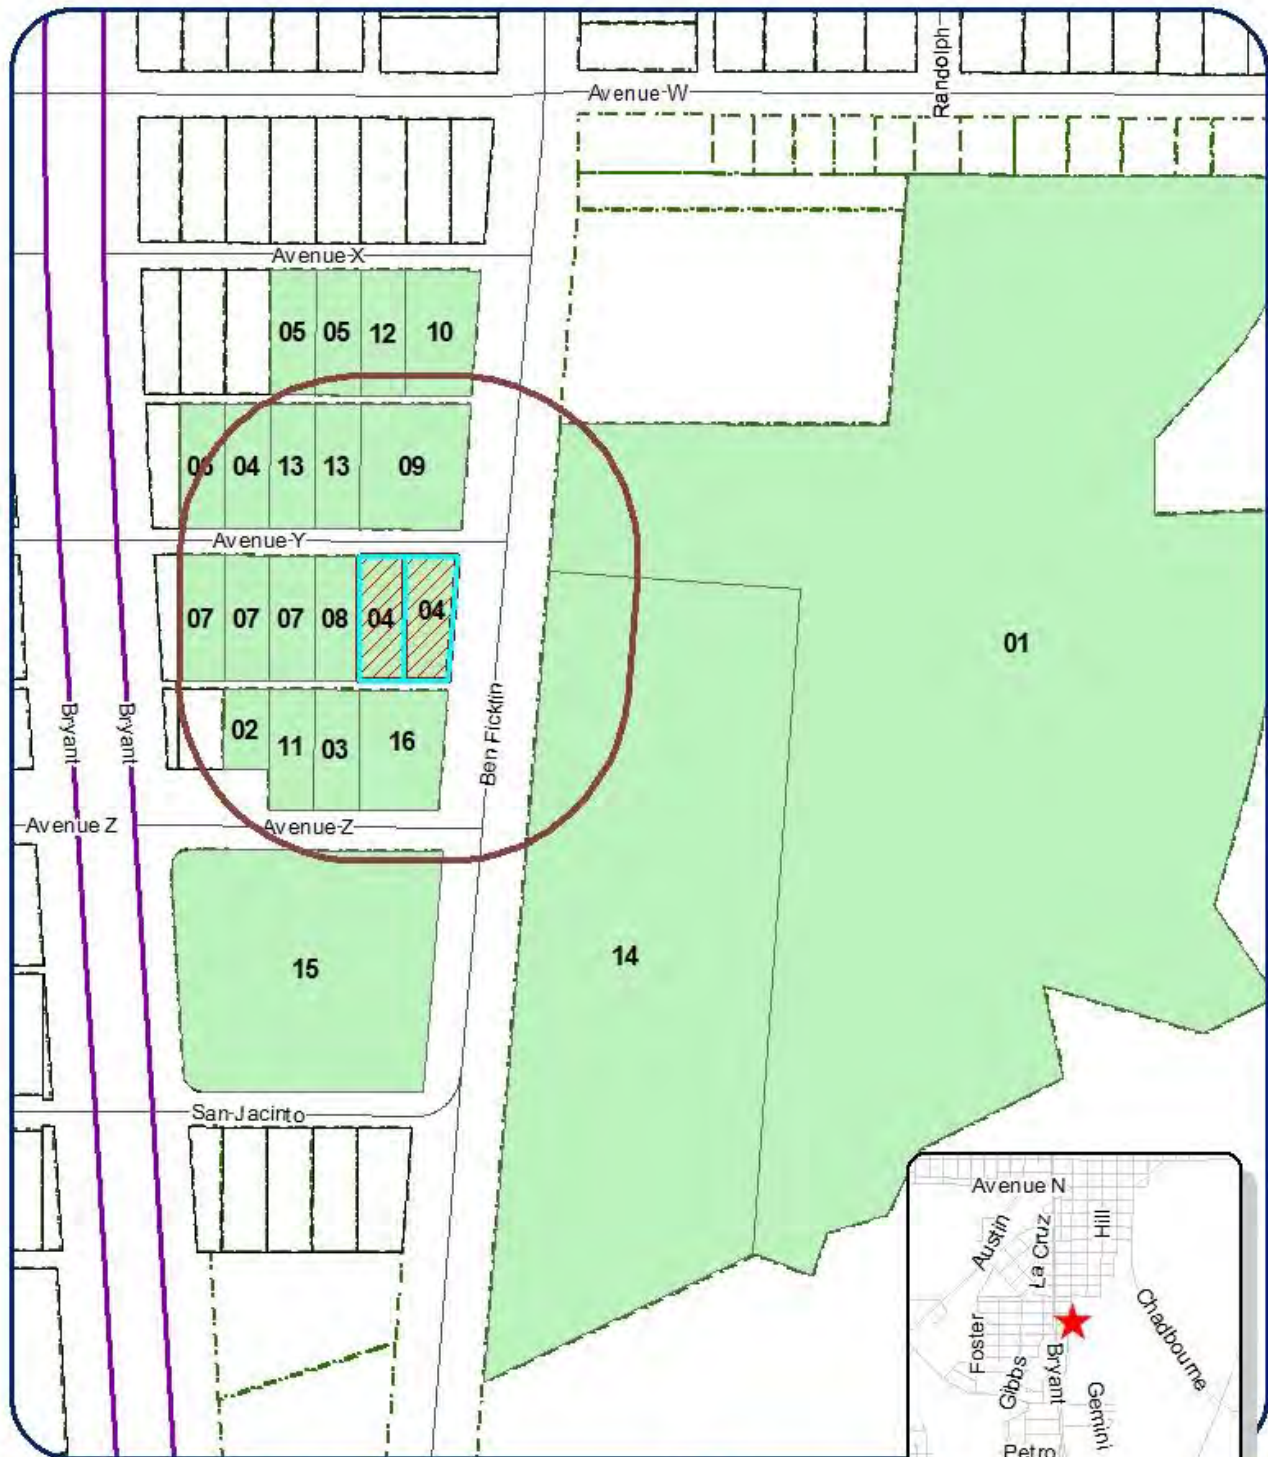 Randolph
Avenue W
Avenue X
05 05 12 10
06 04 13 13 09
Avenue Y
07 07 07 08 04 04
01
02 11 03 16
Bryant
Bryant
Ben Ficklin
Avenue Z
Avenue Z
15
14
San Jacinto
Avenue N
Austin
La Cruz
Hill
Foster
Gibbs
Bryant
Chadbourne
Gemini
Petro